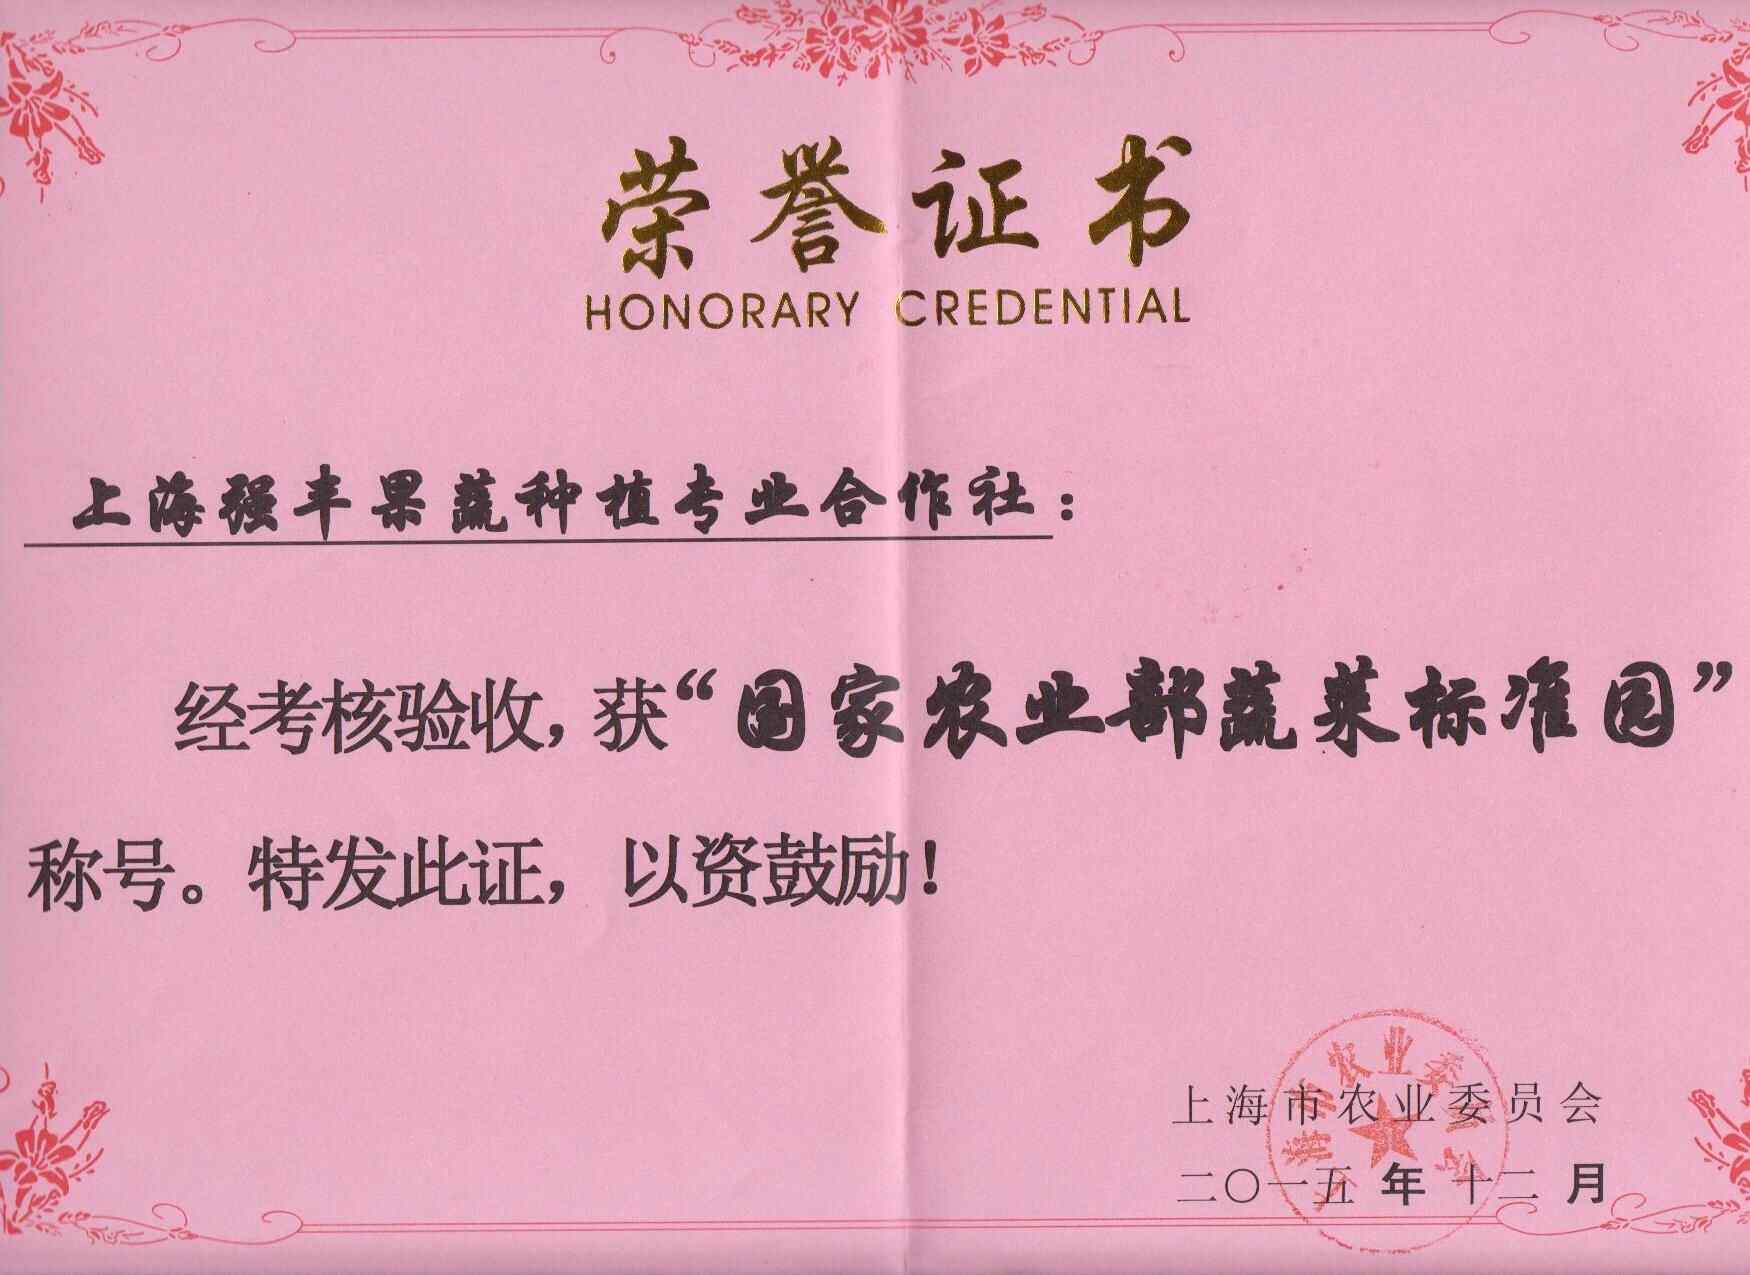 荣誉证书
HONORARY CREDENTIAL
上海强丰果蔬种植专业合作社：
经考核验收，获“国家农业部蔬菜标准园”
称号。特发此证，以资鼓励！
上海市农业委员会
二〇一五年十二月